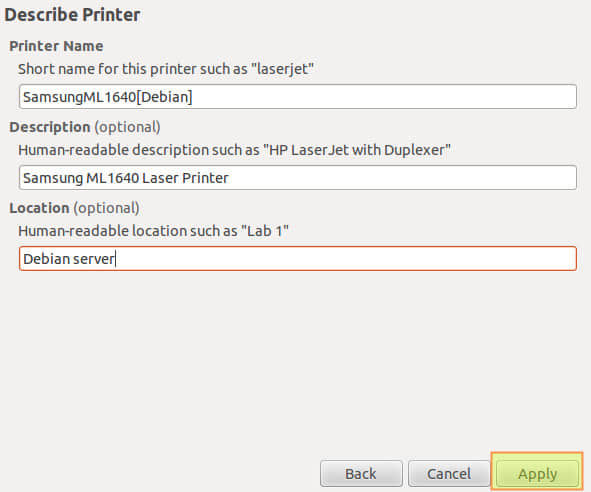 Describe Printer
Printer Name
Short name for this printer such as "laserjet"
SamsungML1640[Debian]
Description (optional)
Human-readable description such as "HP LaserJet with Duplexer"
Samsung ML1640 Laser Printer
Location (optional)
Human-readable location such as "Lab 1"
Debian server
Back Cancel Apply